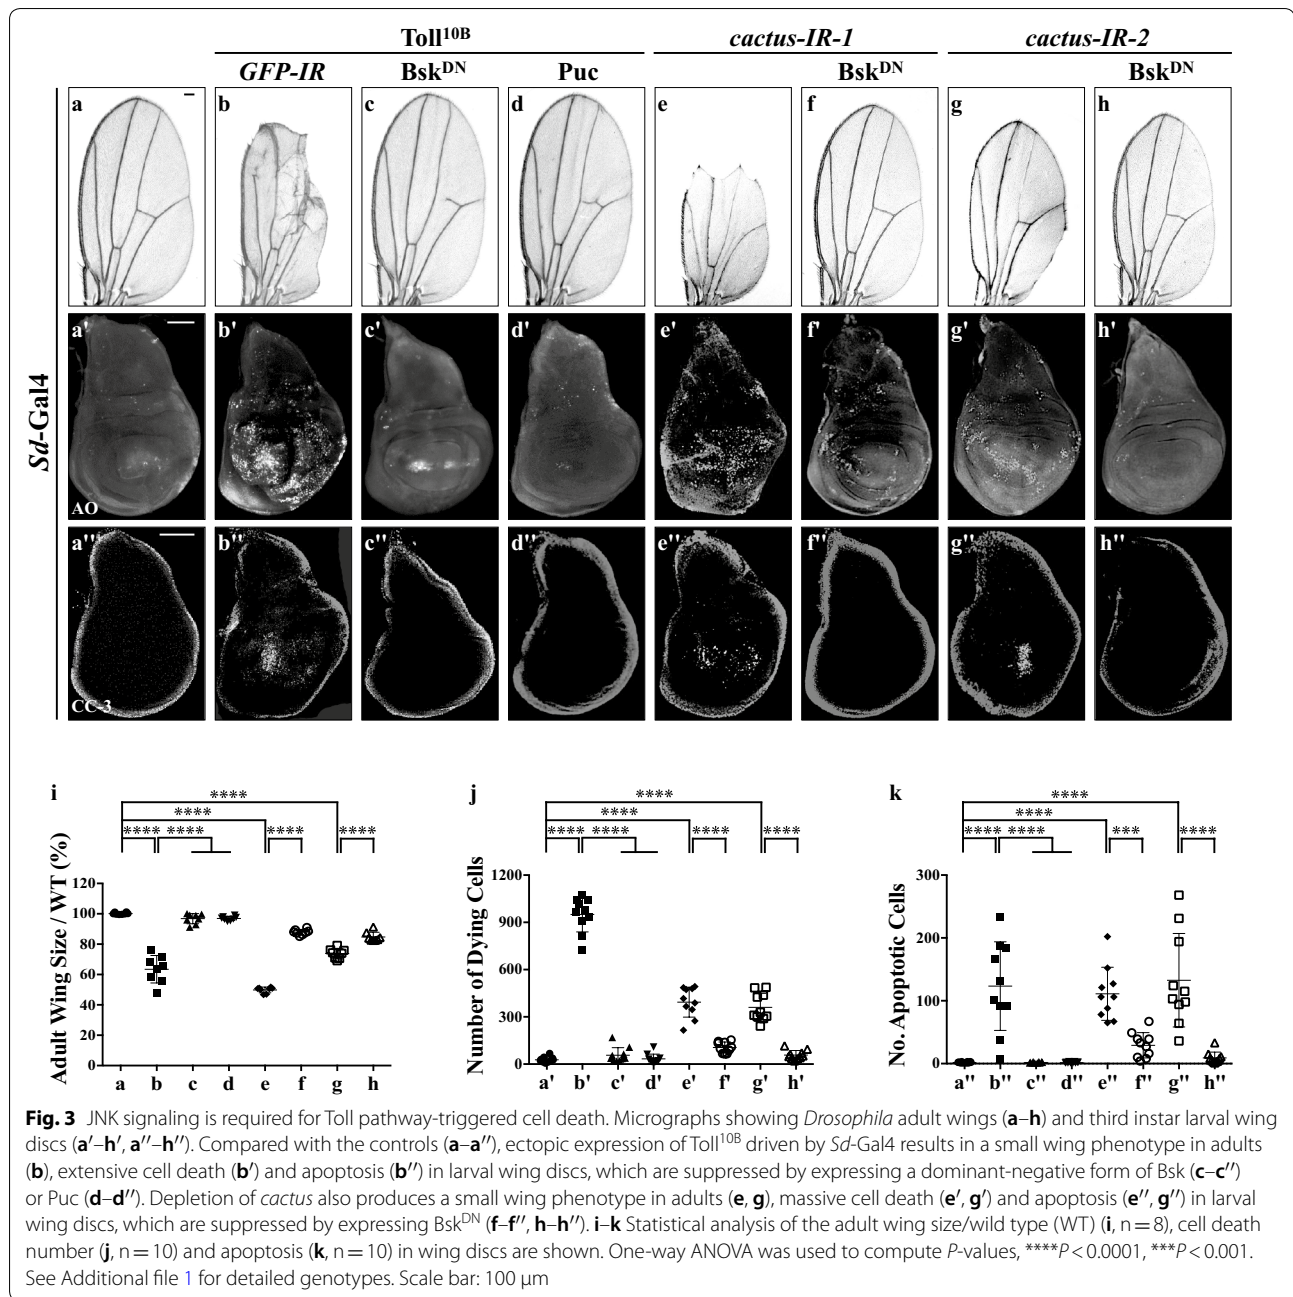 Toll10B cactus-IR-1 cactus-IR-2
GFP-IR BskDN Puc BskDN BskDN
Sd-Gal4
a b c d e f g h
a' b' c' d' e' f' g' h'
AO
a'' b'' c'' d'' e'' f'' g'' h''
CC-3
i
****
****
**** **** **** ****
Adult Wing Size / WT (%)
120
100
80
60
40
20
0
a b c d e f g h
j
****
****
**** **** **** ****
Number of Dying Cells
1200
900
600
300
0
a' b' c' d' e' f' g' h'
k
****
****
**** **** *** ****
No. Apoptotic Cells
300
200
100
0
a'' b'' c'' d'' e'' f'' g'' h''
Fig. 3 JNK signaling is required for Toll pathway-triggered cell death. Micrographs showing Drosophila adult wings (a–h) and third instar larval wing
discs (a′–h′, a′′–h′′). Compared with the controls (a–a′′), ectopic expression of Toll10B driven by Sd-Gal4 results in a small wing phenotype in adults
(b), extensive cell death (b′) and apoptosis (b′′) in larval wing discs, which are suppressed by expressing a dominant-negative form of Bsk (c–c′′)
or Puc (d–d′′). Depletion of cactus also produces a small wing phenotype in adults (e, g), massive cell death (e′, g′) and apoptosis (e′′, g′′) in larval
wing discs, which are suppressed by expressing BskDN (f–f′′, h–h′′). i–k Statistical analysis of the adult wing size/wild type (WT) (i, n = 8), cell death
number (j, n = 10) and apoptosis (k, n = 10) in wing discs are shown. One-way ANOVA was used to compute P-values, ****P < 0.0001, ***P < 0.001.
See Additional file 1 for detailed genotypes. Scale bar: 100 μm